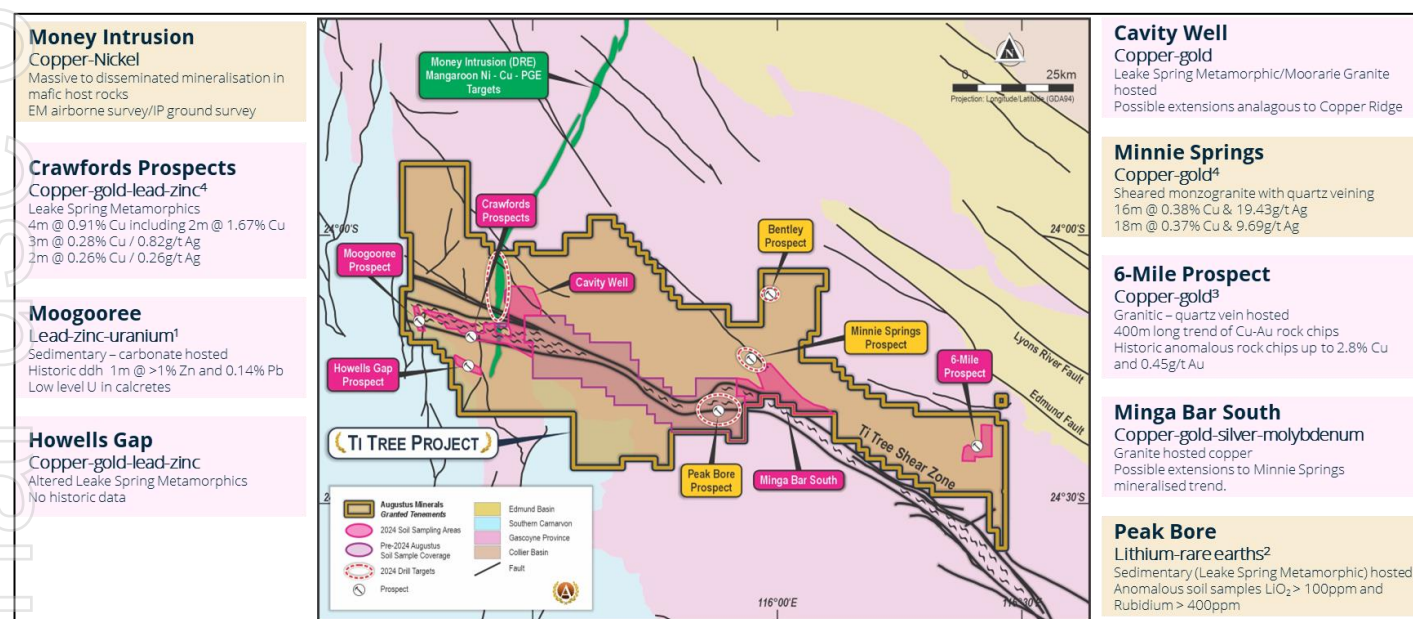 Money Intrusion
Copper-Nickel
Massive to disseminated mineralisation in
mafic host rocks
EM airborne survey/IP ground survey
Crawfords Prospects
Copper-gold-lead-zinc⁴
Leake Spring Metamorphics
4m @ 0.91% Cu including 2m @ 1.67% Cu
3m @ 0.28% Cu / 0.82g/t Ag
2m @ 0.26% Cu / 0.26g/t Ag
Moogooree
Lead-zinc-uranium¹
Sedimentary – carbonate hosted
Historic ddh 1m @ >1% Zn and 0.14% Pb
Low level U in calcretes
Howells Gap
Copper-gold-lead-zinc
Altered Leake Spring Metamorphics
No historic data
Money Intrusion (DRE)
Mangaroon Ni - Cu - PGE
Targets
N
0 25km
Projection: Longitude/Latitude (GDA94)
Crawfords
Prospects
24°00'S
24°00'S
Bentley
Prospect
Moogooree
Prospect
Cavity Well
Minnie Springs
Prospect
Lyons River Fault
Howells Gap
Prospect
6-Mile
Prospect
Edmund Fault
TI TREE PROJECT
Ti Tree Shear Zone
Peak Bore
Prospect
Minga Bar South
24°30'S
Augustus Minerals
Granted Tenements
2024 Soil Sampling Areas
Pre-2024 Augustus
Soil Sample Coverage
2024 Drill Targets
Prospect
Edmund Basin
Southern Carnarvon
Gascoyne Province
Collier Basin
Fault
116°00'E
116°30'E
Cavity Well
Copper-gold
Leake Spring Metamorphic/Moorarie Granite
hosted
Possible extensions analagous to Copper Ridge
Minnie Springs
Copper-gold⁴
Sheared monzogranite with quartz veining
16m @ 0.38% Cu & 19.43g/t Ag
18m @ 0.37% Cu & 9.69g/t Ag
6-Mile Prospect
Copper-gold³
Granitic – quartz vein hosted
400m long trend of Cu-Au rock chips
Historic anomalous rock chips up to 2.8% Cu
and 0.45g/t Au
Minga Bar South
Copper-gold-silver-molybdenum
Granite hosted copper
Possible extensions to Minnie Springs
mineralised trend.
Peak Bore
Lithium-rare earths²
Sedimentary (Leake Spring Metamorphic) hosted
Anomalous soil samples LiO₂ > 100ppm and
Rubidium > 400ppm